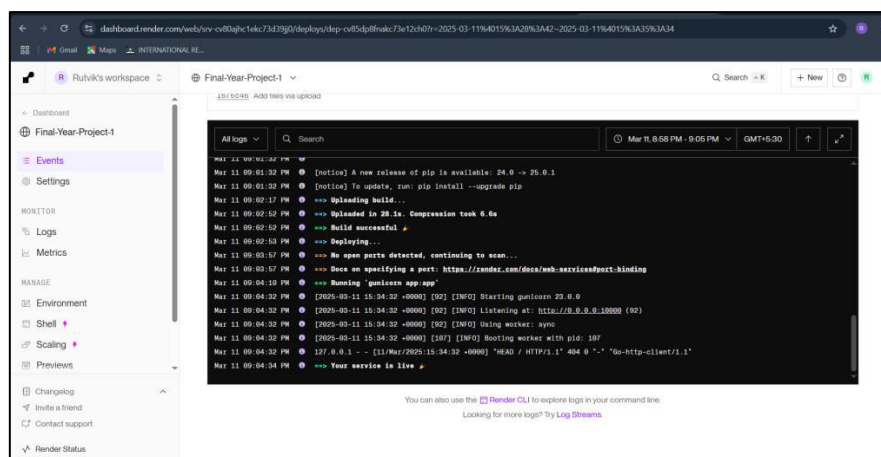 dashboard.render.com/web/srv-cv80ajhc1ekc73d39jj0/deploys/dep-cv85dp8fnakc73e12ch0?r=2025-03-11%4015%3A28%3A42~2025-03-11%4015%3A35%3A34
Gmail Maps INTERNATIONAL RE...
R Rutvik's workspace Final-Year-Project-1 Search + K + New R
1676c46 Add files via upload
← Dashboard
Final-Year-Project-1
Events
Settings
MONITOR
Logs
Metrics
MANAGE
Environment
Shell
Scaling
Previews
Changelog
Invite a friend
Contact support
Render Status
All logs Search Mar 11, 8:58 PM - 9:05 PM GMT+5:30
Mar 11 09:01:32 PM
Mar 11 09:01:32 PM [notice] A new release of pip is available: 24.0 -> 25.0.1
Mar 11 09:01:32 PM [notice] To update, run: pip install --upgrade pip
Mar 11 09:02:17 PM ==> Uploading build...
Mar 11 09:02:52 PM ==> Uploaded in 28.1s. Compression took 6.6s
Mar 11 09:02:52 PM ==> Build successful 🎉
Mar 11 09:02:53 PM ==> Deploying...
Mar 11 09:03:57 PM ==> No open ports detected, continuing to scan...
Mar 11 09:03:57 PM ==> Docs on specifying a port: https://render.com/docs/web-services#port-binding
Mar 11 09:04:10 PM ==> Running 'gunicorn app:app'
Mar 11 09:04:32 PM [2025-03-11 15:34:32 +0000] [92] [INFO] Starting gunicorn 23.0.0
Mar 11 09:04:32 PM [2025-03-11 15:34:32 +0000] [92] [INFO] Listening at: http://0.0.0.0:10000 (92)
Mar 11 09:04:32 PM [2025-03-11 15:34:32 +0000] [92] [INFO] Using worker: sync
Mar 11 09:04:32 PM [2025-03-11 15:34:32 +0000] [107] [INFO] Booting worker with pid: 107
Mar 11 09:04:32 PM 127.0.0.1 - - [11/Mar/2025:15:34:32 +0000] "HEAD / HTTP/1.1" 404 0 "-" "Go-http-client/1.1"
Mar 11 09:04:34 PM ==> Your service is live 🎉
You can also use the Render CLI to explore logs in your command line.
Looking for more logs? Try Log Streams.